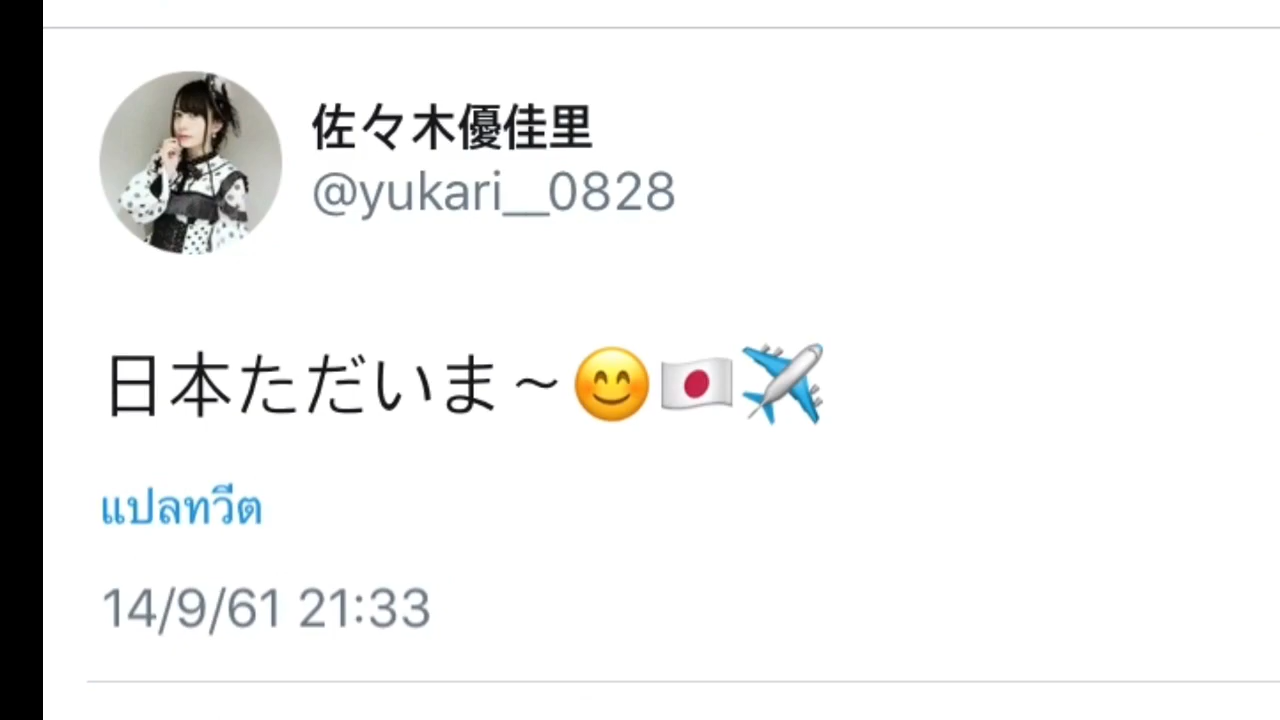 佐々木優佳里
@yukari__0828
日本ただいま〜😊🇯🇵✈️
แปลทวีต
14/9/61 21:33